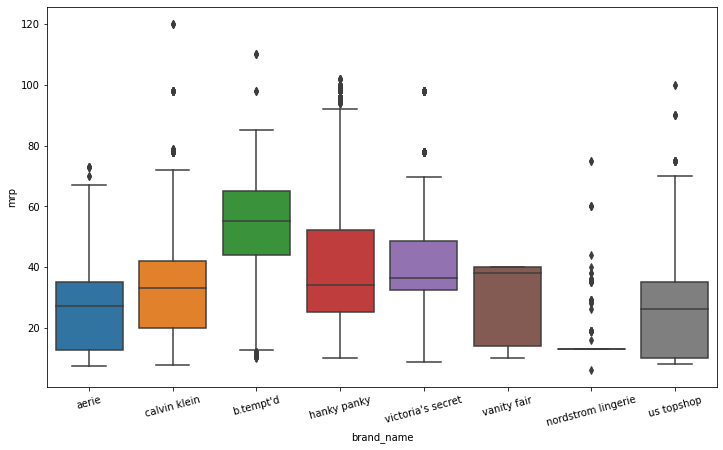 120
100
80
60
40
20
mrp
aerie
calvin klein
b.tempt'd
hanky panky
victoria's secret
vanity fair
nordstrom lingerie
us topshop
brand_name